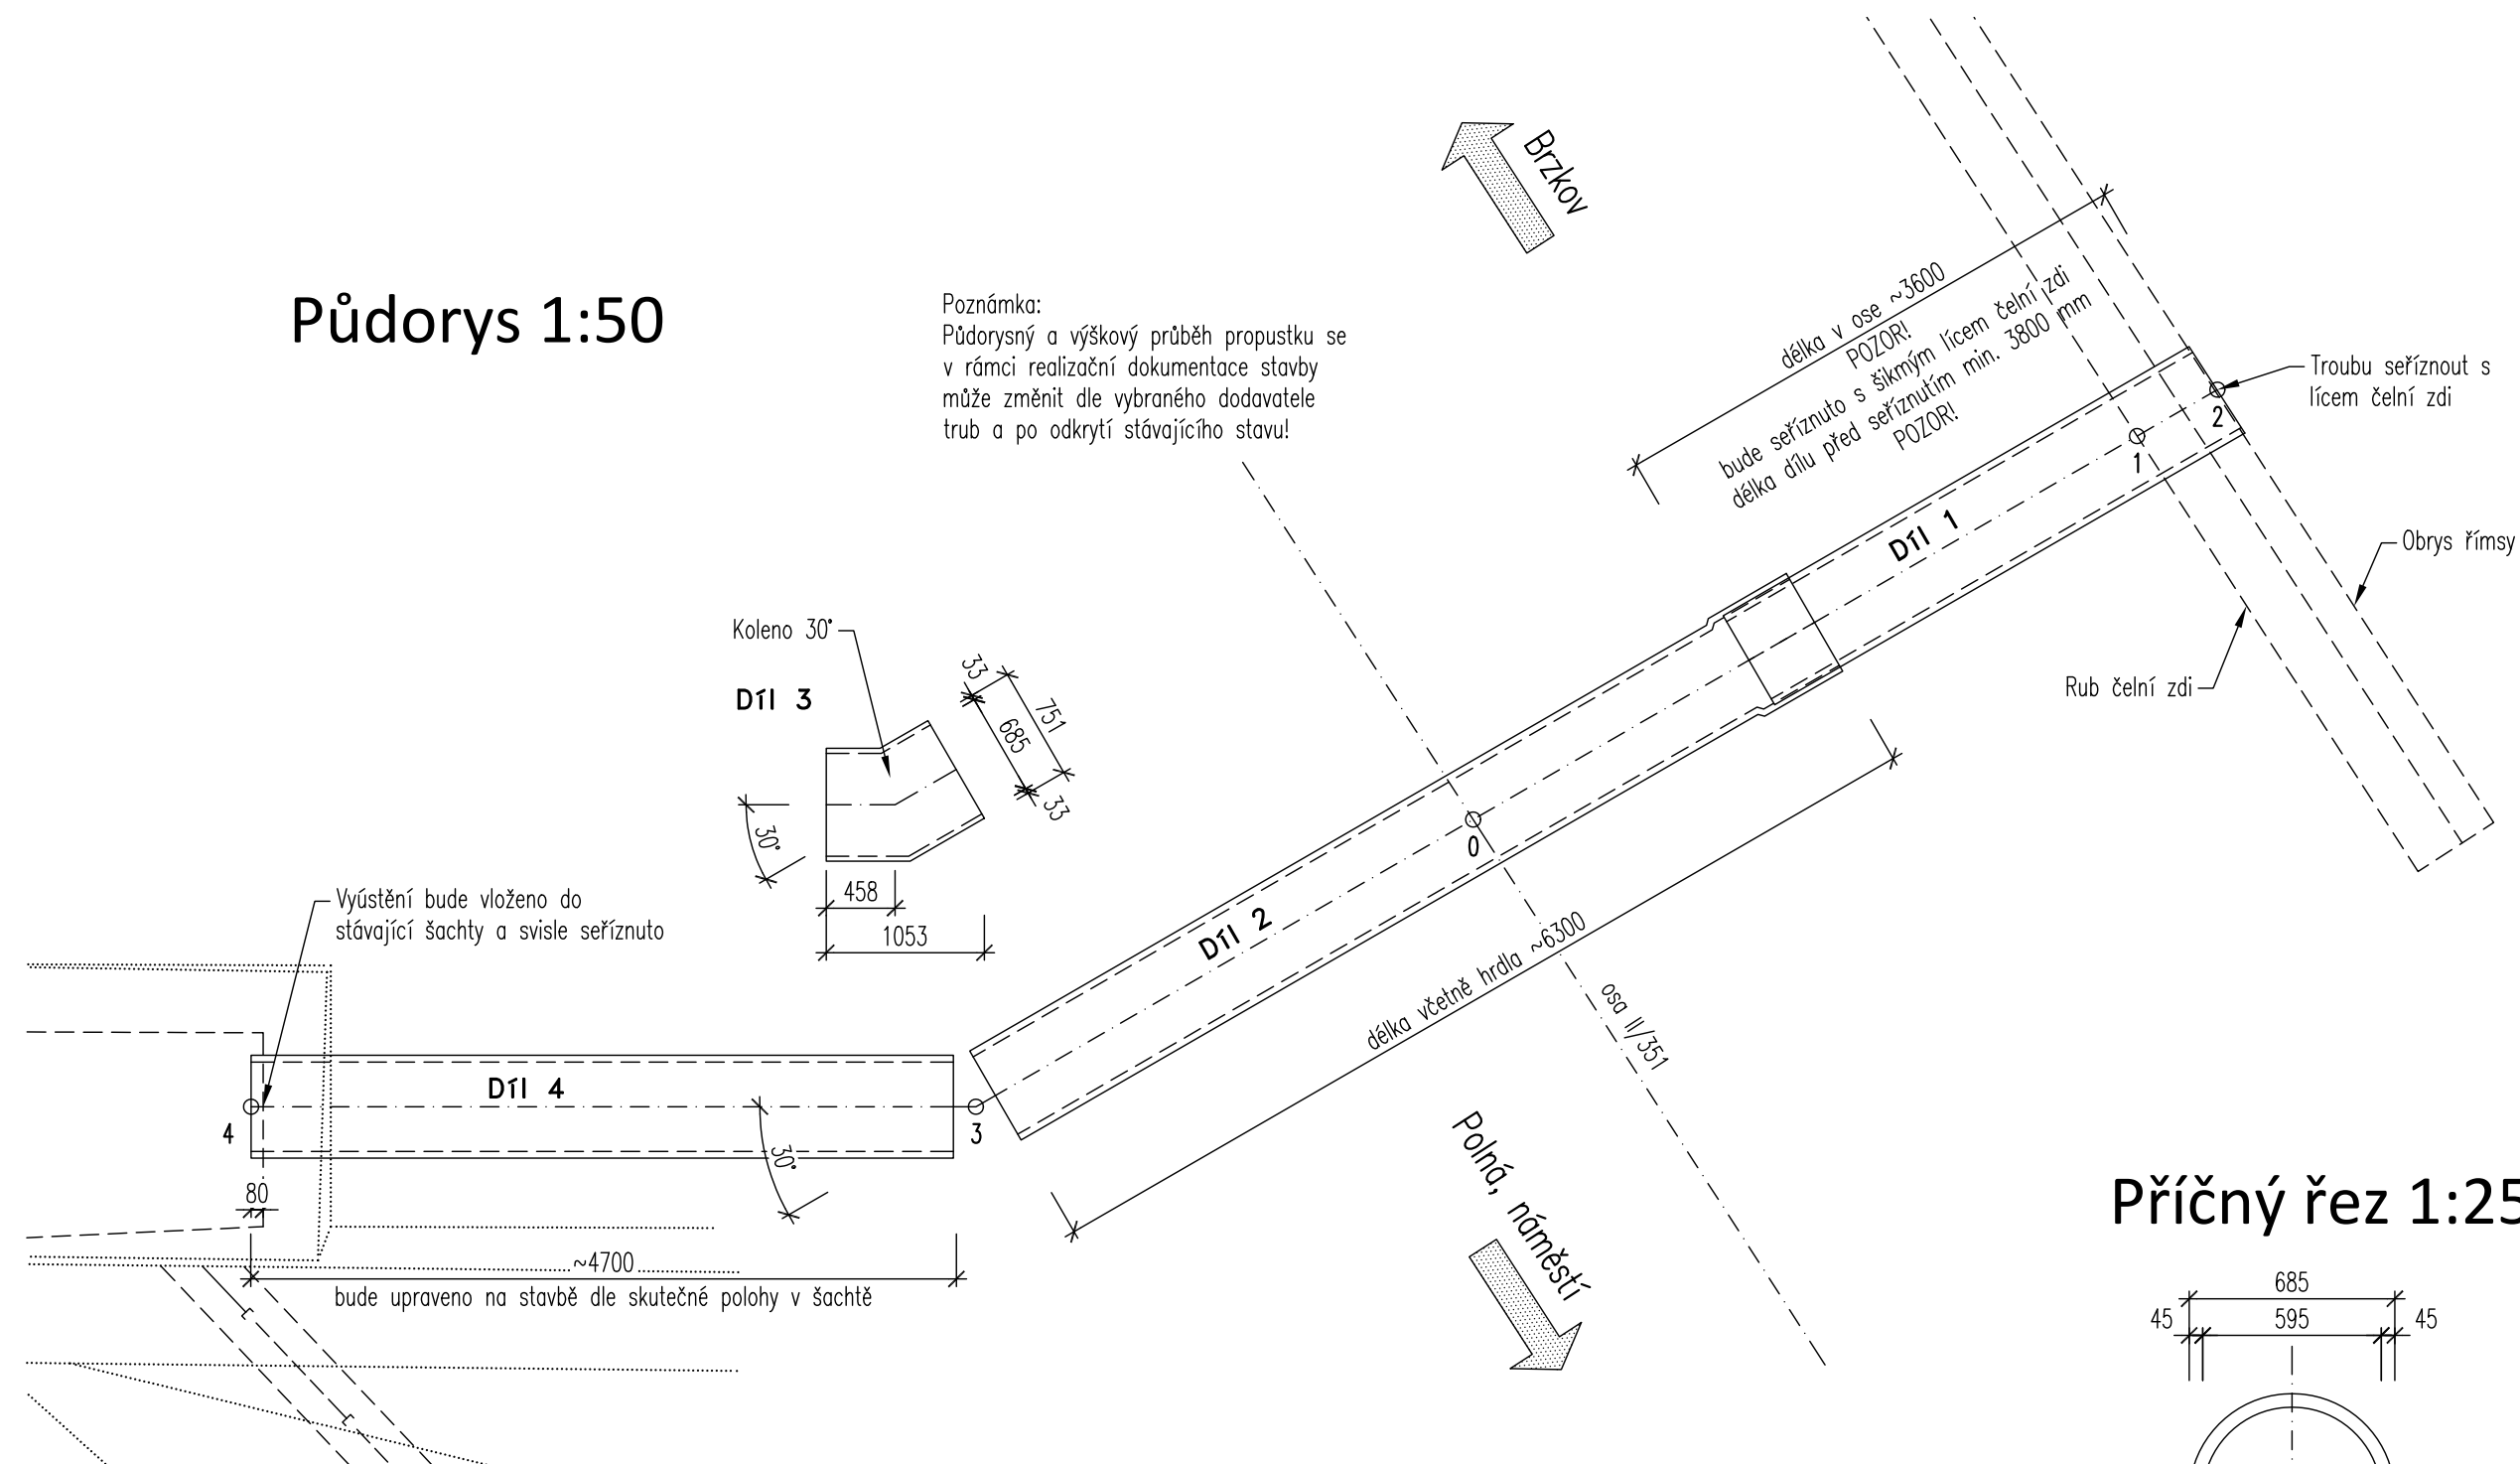 Půdorys 1:50
Brzkov
Poznámka:
Půdorysný a výškový průběh propustku se
v rámci realizační dokumentace stavby
může změnit dle vybraného dodavatele
trub a po odkrytí stávajícího stavu!
délka v ose ~3600
POZOR!
bude seříznuto s šikmým lícem čelní zdi
délka dílu před seříznutím min. 3800 mm
POZOR!
Troubu seříznout s
lícem čelní zdi
2
1
Díl 1
Obrys římsy
Rub čelní zdi
Koleno 30°
Díl 3
33
751
685
33
30°
458
1053
0
Díl 2
délka včetně hrdla ~6300
osa II/351
Vyústění bude vloženo do
stávající šachty a svisle seříznuto
Díl 4
4
3
30°
80
~4700
bude upraveno na stavbě dle skutečné polohy v šachtě
Polná, náměstí
Příčný řez 1:25
685
45
595
45